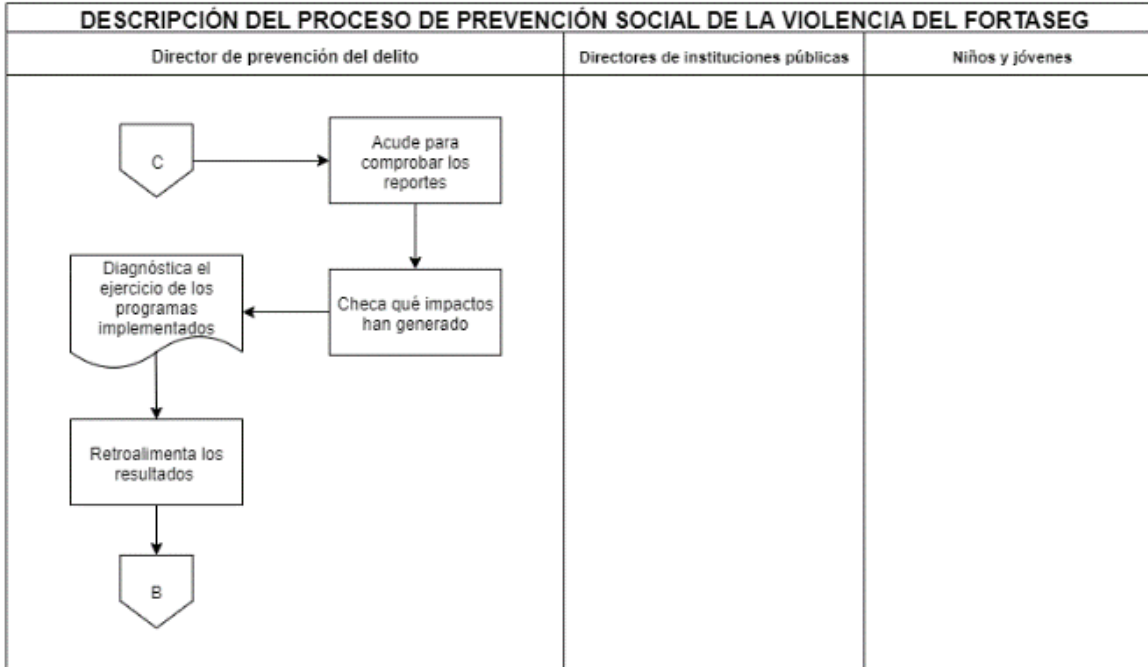 DESCRIPCIÓN DEL PROCESO DE PREVENCIÓN SOCIAL DE LA VIOLENCIA DEL FORTASEG
Director de prevención del delito
Directores de instituciones públicas
Niños y jóvenes
C
Acude para
comprobar los
reportes
Checa qué impactos
han generado
Diagnóstica el
ejercicio de los
programas
implementados
Retroalimenta los
resultados
B